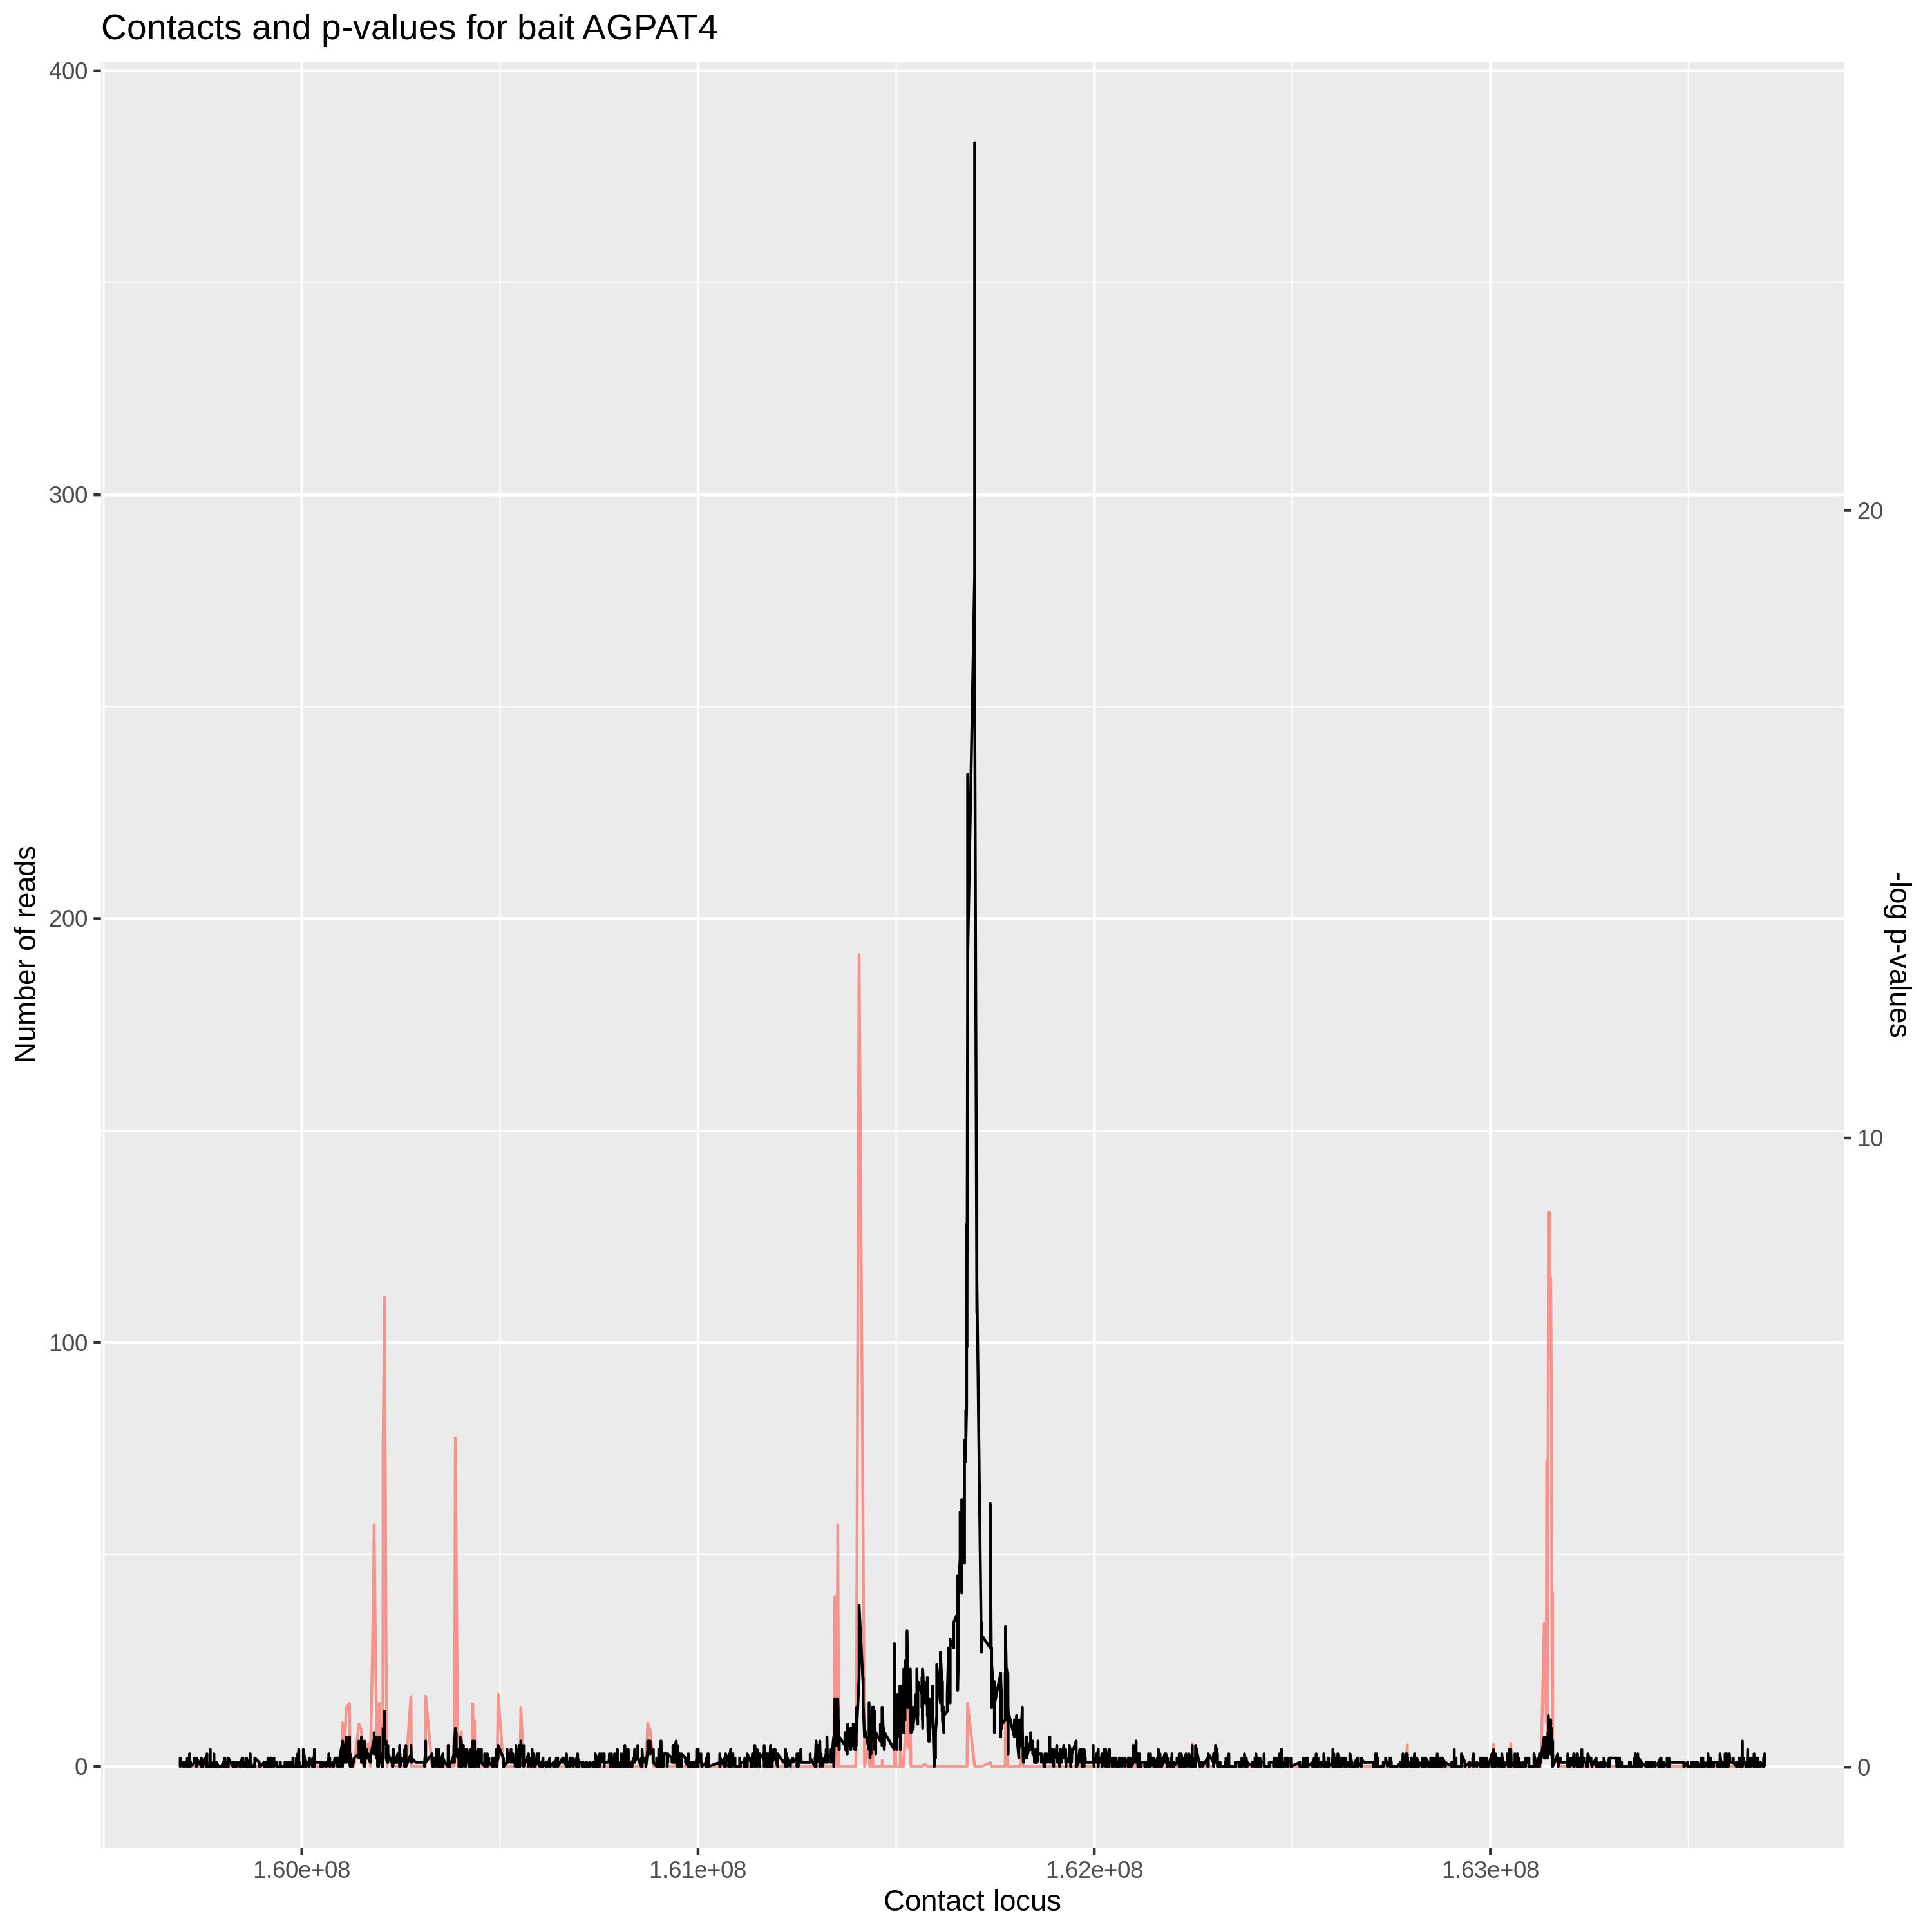 Contacts and p-values for bait AGPAT4
400
300
200
100
0
Number of reads
20
10
0
-log p-values
1.60e+08
1.61e+08
1.62e+08
1.63e+08
Contact locus